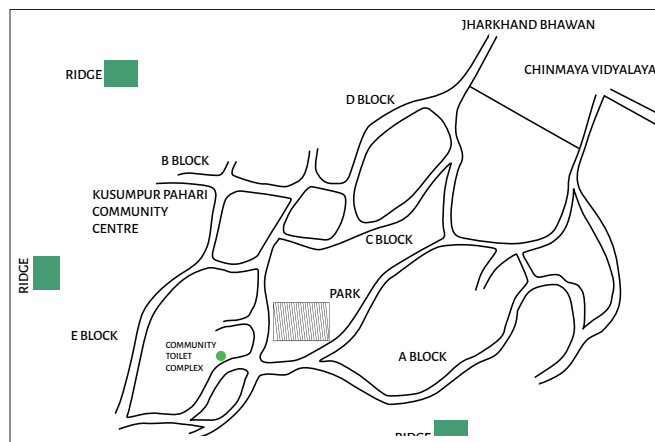 JHARKHAND BHAWAN
RIDGE
CHINMAYA VIDYALAYA
D BLOCK
B BLOCK
KUSUMPUR PAHARI
COMMUNITY
CENTRE
C BLOCK
RIDGE
PARK
E BLOCK
COMMUNITY
TOILET
COMPLEX
A BLOCK
RIDGE